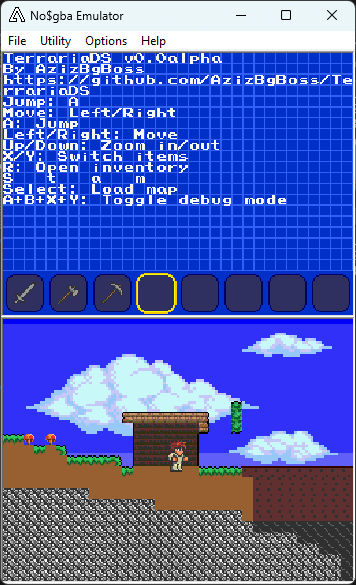 No$gba Emulator
File Utility Options Help
TerrariaDS v0.0alpha
By AzizBgBoss
https://github.com/AzizBgBoss/Te
rrariaDS
Jump: A
Move: Left/Right
A: Jump
Left/Right: Move
Up/Down: Zoom in/out
X/Y: Switch items
R: Open inventory
S t a m
Select: Load map
A+B+X+Y: Toggle debug mode